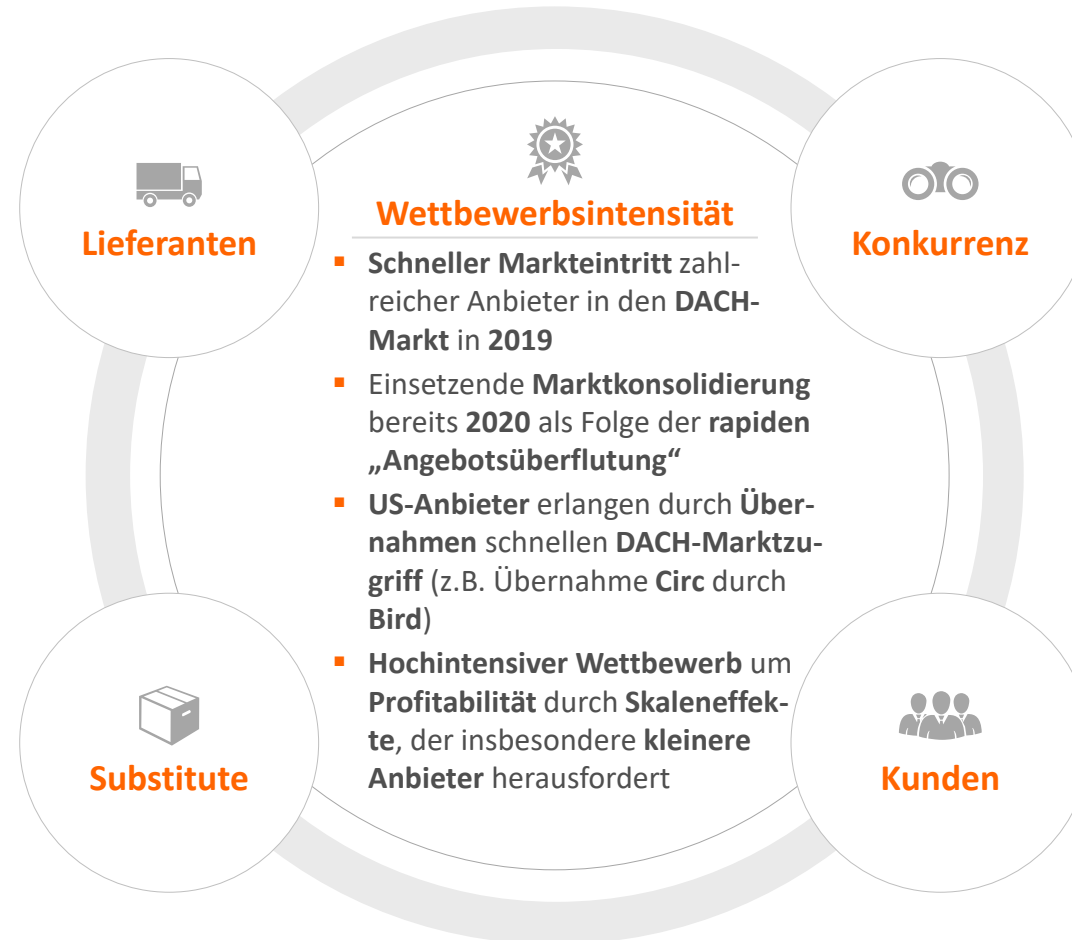 Wettbewerbsintensität
Lieferanten
Konkurrenz
▪ Schneller Markteintritt zahl-
reicher Anbieter in den DACH-
Markt in 2019
▪ Einsetzende Marktkonsolidierung
bereits 2020 als Folge der rapiden
„Angebotsüberflutung“
▪ US-Anbieter erlangen durch Über-
nahmen schnellen DACH-Marktzu-
griff (z.B. Übernahme Circ durch
Bird)
▪ Hochintensiver Wettbewerb um
Profitabilität durch Skaleneffek-
te, der insbesondere kleinere
Anbieter herausfordert
Substitute
Kunden